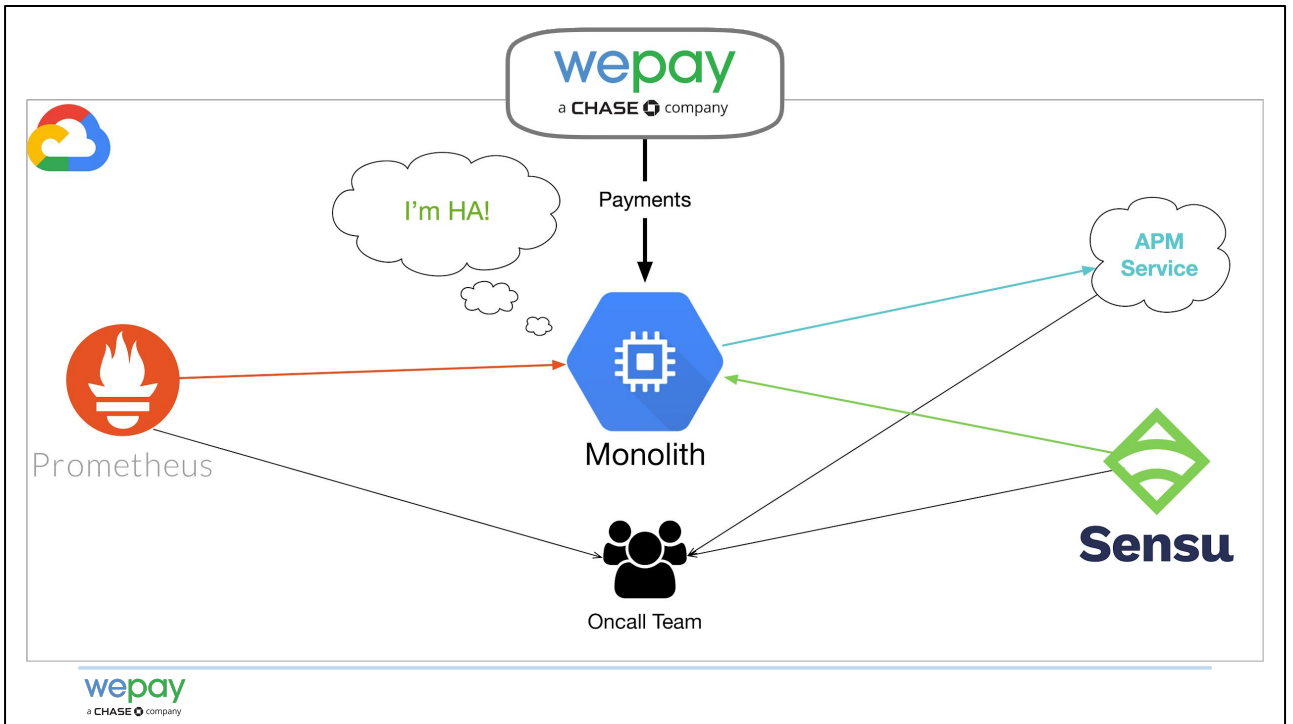 wepay
a CHASE company
I'm HA!
Payments
APM
Service
Monolith
Prometheus
Sensu
Oncall Team
wepay
a CHASE company